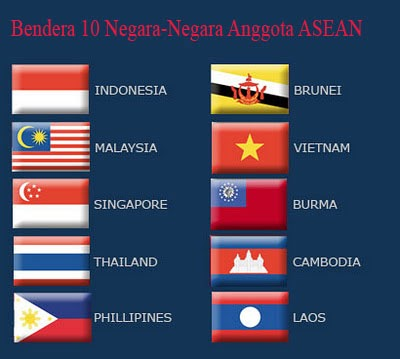 Bendera 10 Negara-Negara Anggota ASEAN
INDONESIA
BRUNEI
MALAYSIA
VIETNAM
SINGAPORE
BURMA
THAILAND
CAMBODIA
PHILLIPINES
LAOS